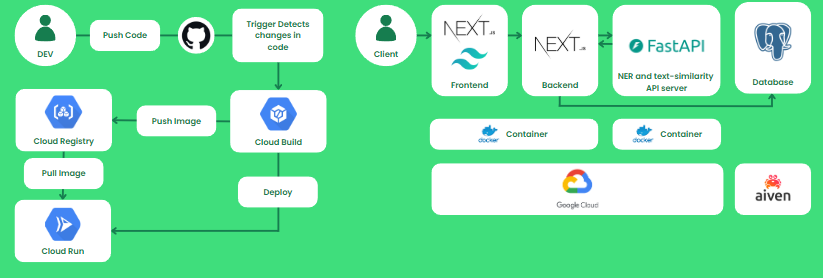 DEV
Push Code
Trigger Detects
changes in
code
Cloud Registry
Push Image
Cloud Build
Pull Image
Deploy
Cloud Run
Client
NEXT.JS
Frontend
NEXT.JS
Backend
FastAPI
NER and text-similarity
API server
Database
docker
Container
docker
Container
Google Cloud
aiven